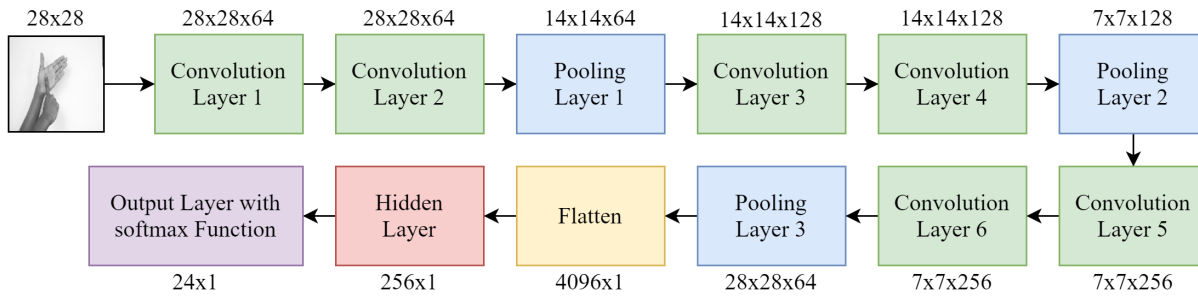 28x28
28x28x64
28x28x64
14x14x64
14x14x128
14x14x128
7x7x128
Convolution
Layer 1
Convolution
Layer 2
Pooling
Layer 1
Convolution
Layer 3
Convolution
Layer 4
Pooling
Layer 2
Convolution
Layer 5
7x7x256
Convolution
Layer 6
7x7x256
Pooling
Layer 3
28x28x64
Flatten
4096x1
Hidden
Layer
256x1
Output Layer with
softmax Function
24x1